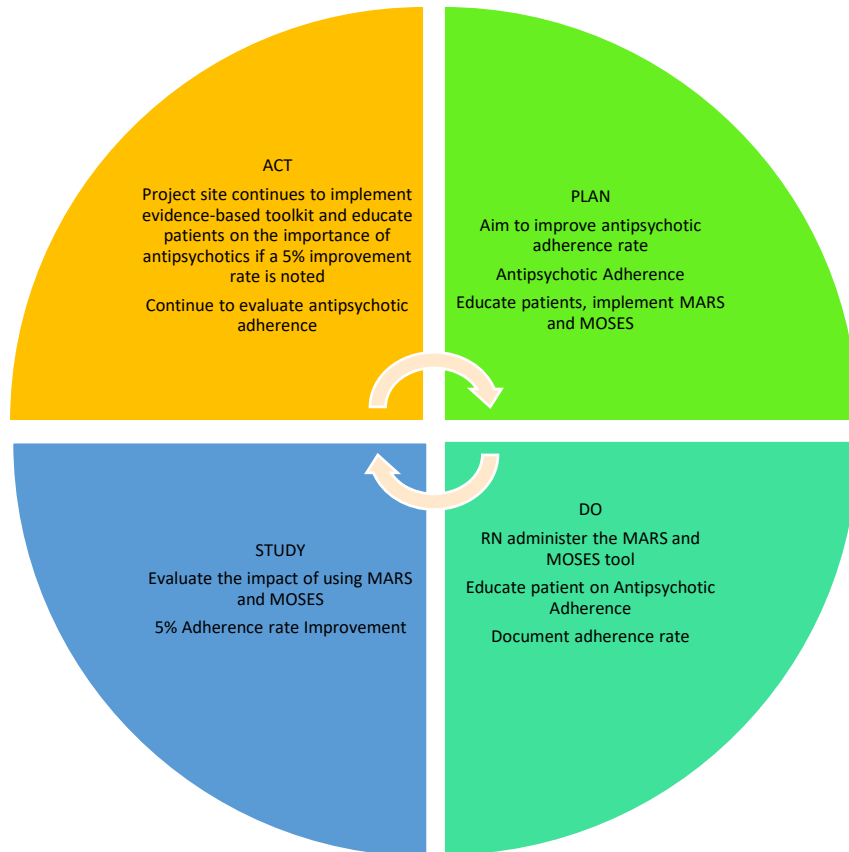 ACT
Project site continues to implement
evidence-based toolkit and educate
patients on the importance of
antipsychotics if a 5% improvement
rate is noted
Continue to evaluate antipsychotic
adherence
PLAN
Aim to improve antipsychotic
adherence rate
Antipsychotic Adherence
Educate patients, implement MARS
and MOSES
STUDY
Evaluate the impact of using MARS
and MOSES
5% Adherence rate Improvement
DO
RN administer the MARS and
MOSES tool
Educate patient on Antipsychotic
Adherence
Document adherence rate